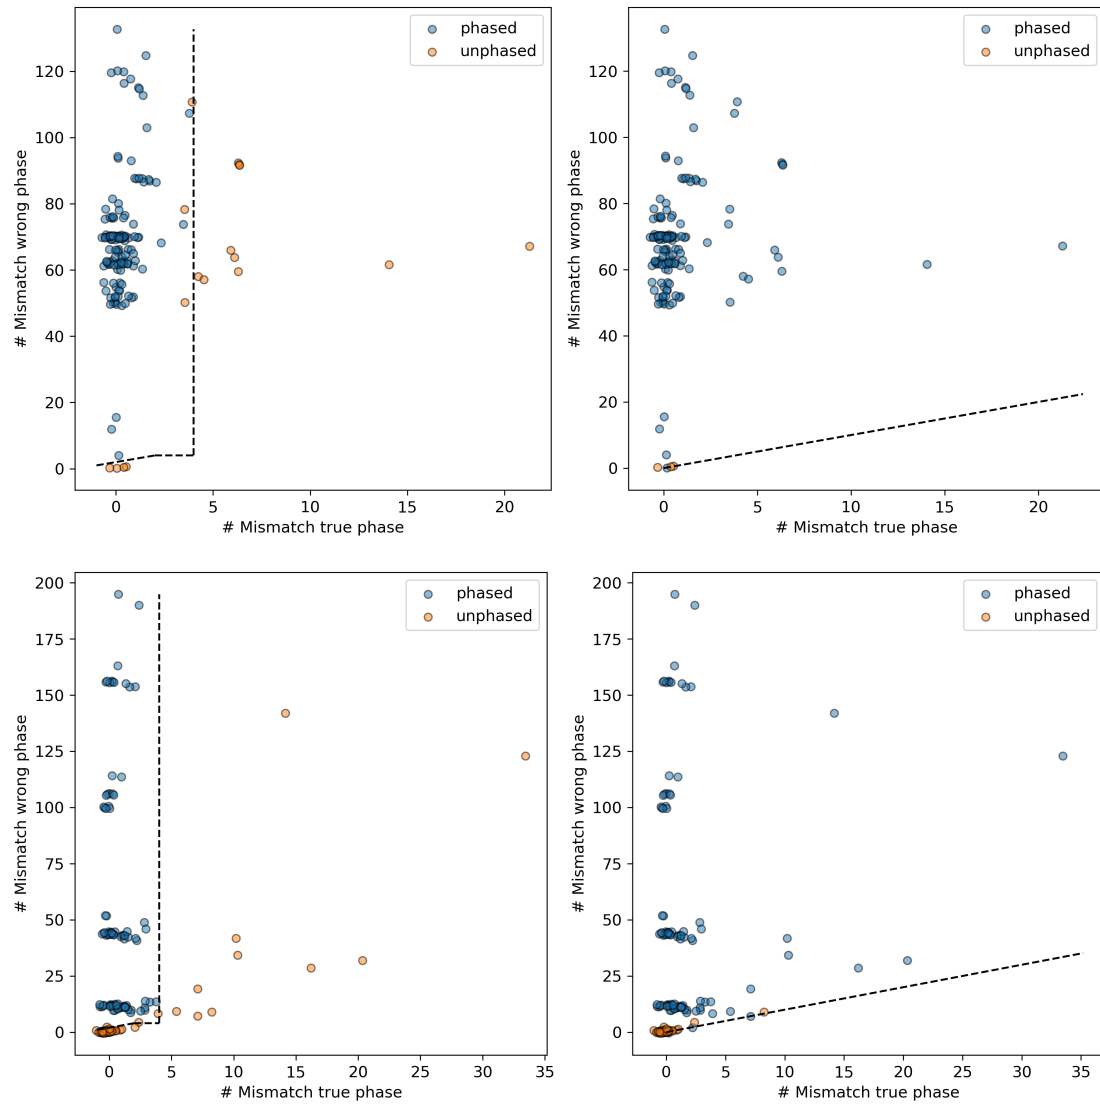 phased
unphased
120
100
80
60
40
20
0
# Mismatch wrong phase
0 5 10 15 20
# Mismatch true phase
phased
unphased
120
100
80
60
40
20
0
# Mismatch wrong phase
0 5 10 15 20
# Mismatch true phase
phased
unphased
200
175
150
125
100
75
50
25
0
# Mismatch wrong phase
0 5 10 15 20 25 30 35
# Mismatch true phase
phased
unphased
200
175
150
125
100
75
50
25
0
# Mismatch wrong phase
0 5 10 15 20 25 30 35
# Mismatch true phase